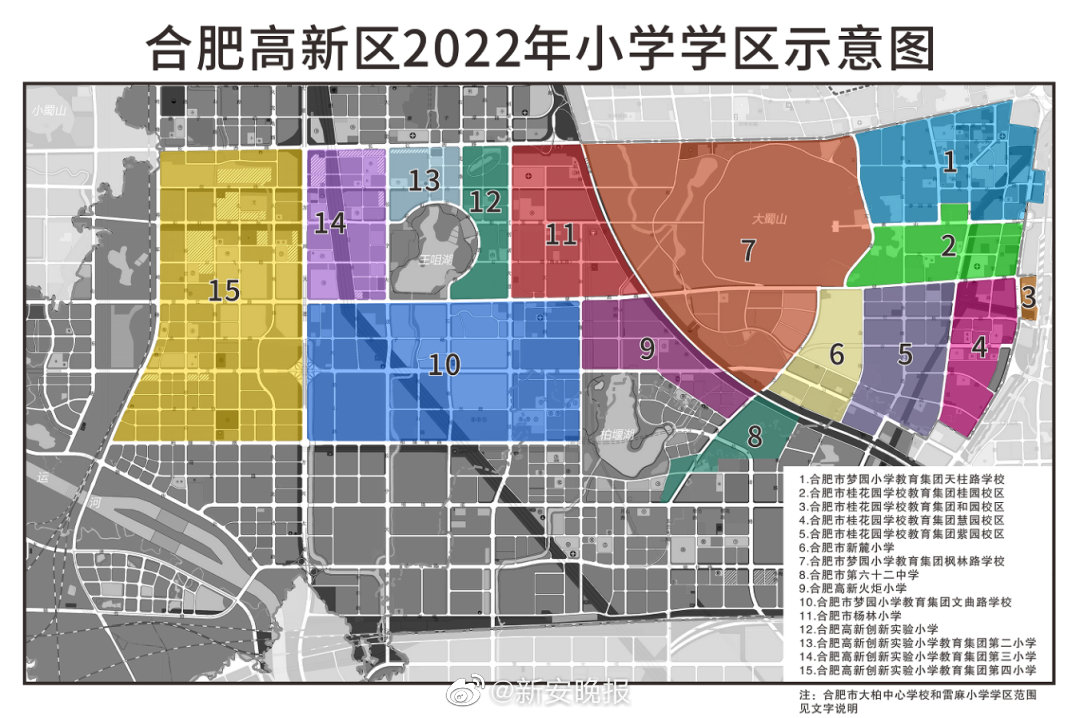 合肥高新区2022年小学学区示意图
小蜀山
1
13
12
大蜀山
14
11
7
2
王咀湖
15
3
9
6
5
4
10
8
柏堰湖
运
河
1.合肥市梦园小学教育集团天柱路学校
2.合肥市桂花园学校教育集团桂园校区
3.合肥市桂花园学校教育集团和园校区
4.合肥市桂花园学校教育集团慧园校区
5.合肥市桂花园学校教育集团紫园校区
6.合肥市新麓小学
7.合肥市梦园小学教育集团枫林路学校
8.合肥市第六十二中学
9.合肥高新火炬小学
10.合肥市梦园小学教育集团文曲路学校
11.合肥市杨林小学
12.合肥高新创新实验小学
13.合肥高新创新实验小学教育集团第二小学
14.合肥高新创新实验小学教育集团第三小学
15.合肥高新创新实验小学教育集团第四小学
注：合肥市大柏中心学校和雷麻小学学区范围
见文字说明
@新安晚报